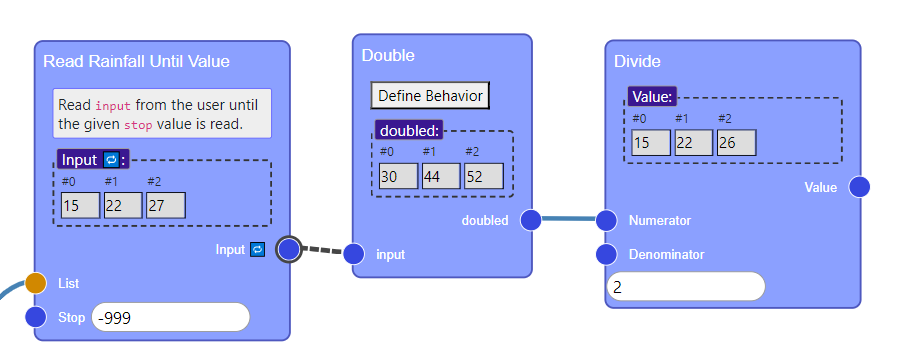 Read Rainfall Until Value
Read input from the user until
the given stop value is read.
Input :
#0 #1 #2
15 22 27
Input
List
Stop -999
Double
Define Behavior
doubled:
#0 #1 #2
30 44 52
doubled
input
Divide
Value:
#0 #1 #2
15 22 26
Value
Numerator
Denominator
2